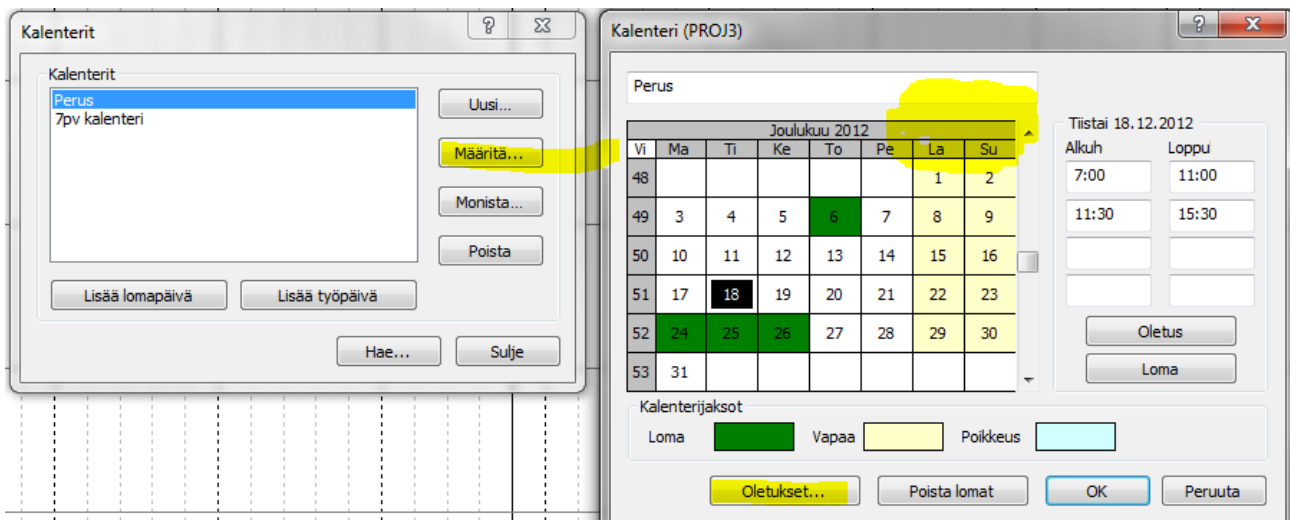 Kalenterit
Kalenterit
Perus
7pv kalenteri
Uusi...
Määritä...
Monista...
Poista
Lisää lomapäivä Lisää työpäivä
Hae... Sulje
Kalenteri (PROJ3)
Perus
Joulukuu 2012
Vi Ma Ti Ke To Pe La Su
48 1 2
49 3 4 5 6 7 8 9
50 10 11 12 13 14 15 16
51 17 18 19 20 21 22 23
52 24 25 26 27 28 29 30
53 31
Tiistai 18.12.2012
Alkuh Loppu
7:00 11:00
11:30 15:30
Oletus
Loma
Kalenterijaksot
Loma Vapaa Poikkeus
Oletukset... Poista lomat OK Peruuta